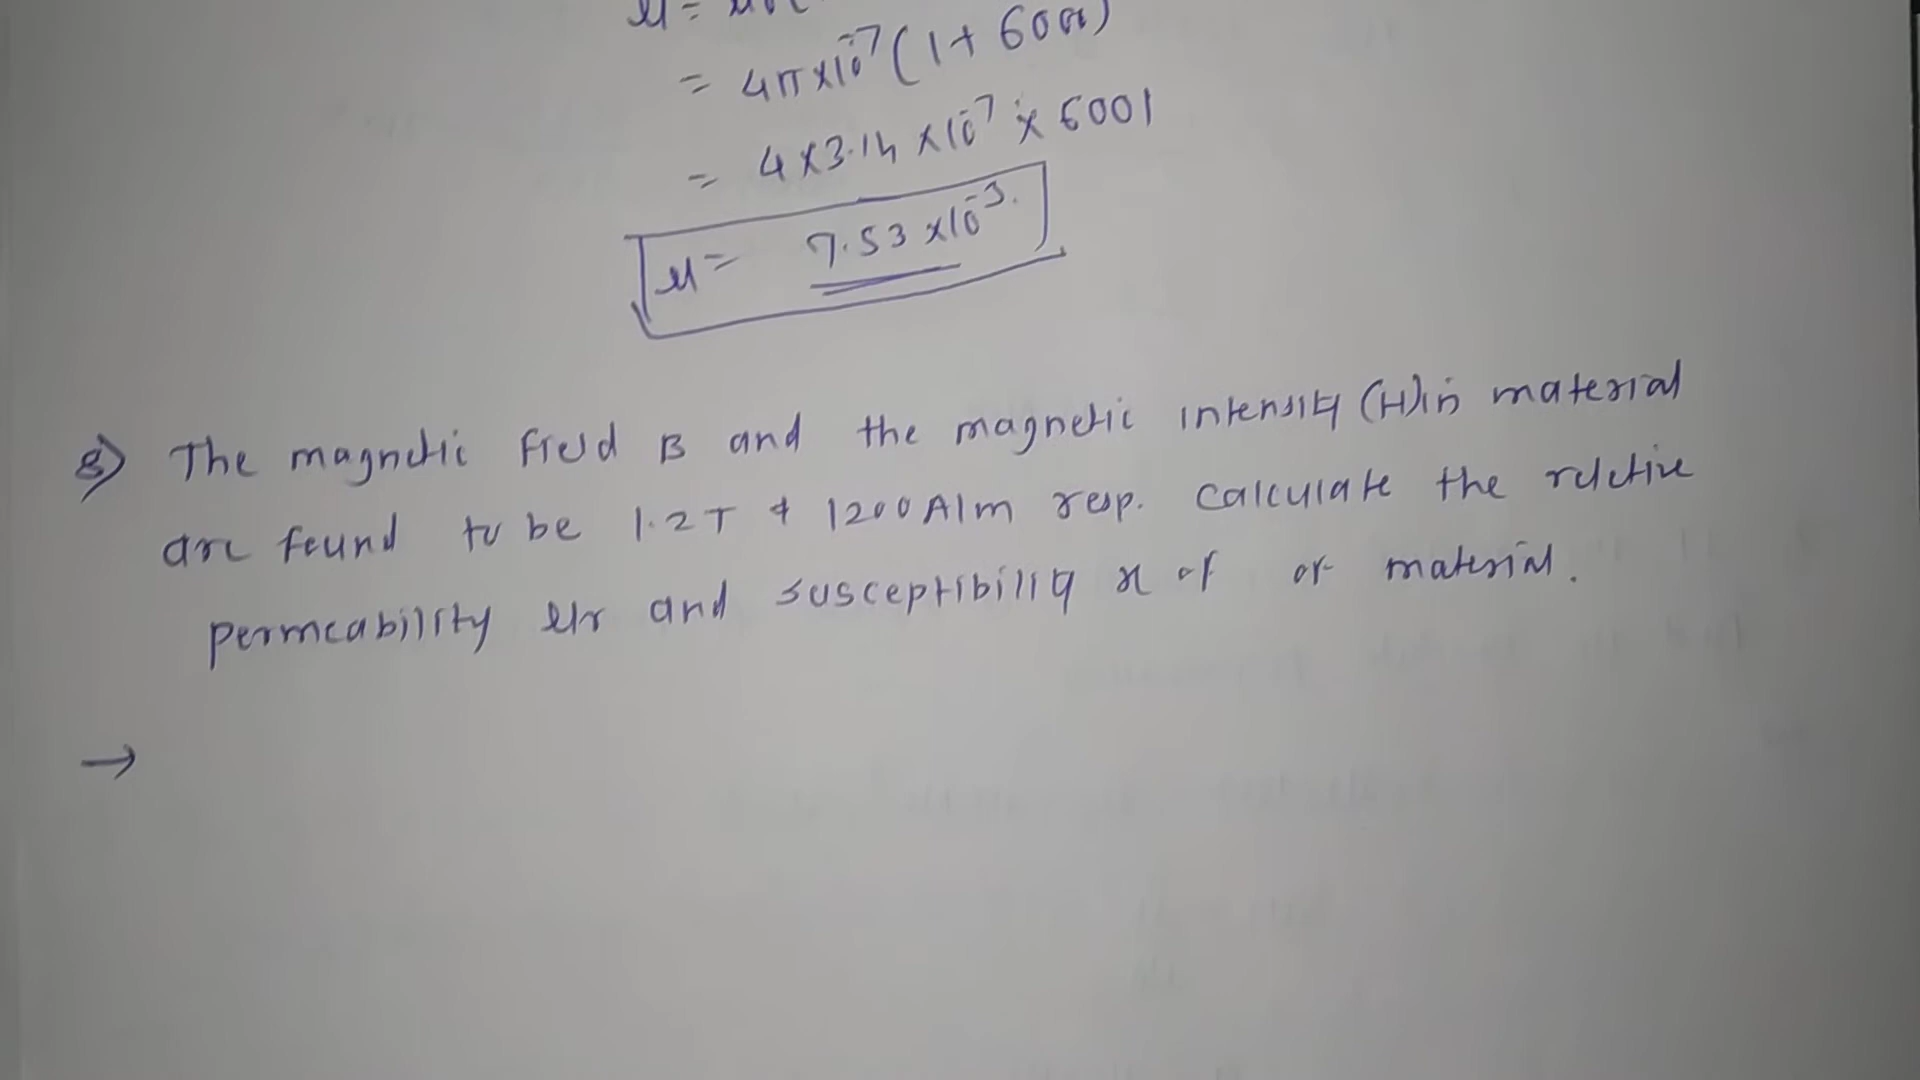 μ = μ0(
= 4π×10^-7 (1+6000)
= 4×3.14 ×10^-7 × 6001
μ = 7.53 ×10^-3.
8) The magnetic field B and the magnetic intensity (H) in material
are found to be 1.2T & 1200 A/m resp. calculate the relative
permeability μr and susceptibility x of or material.
→